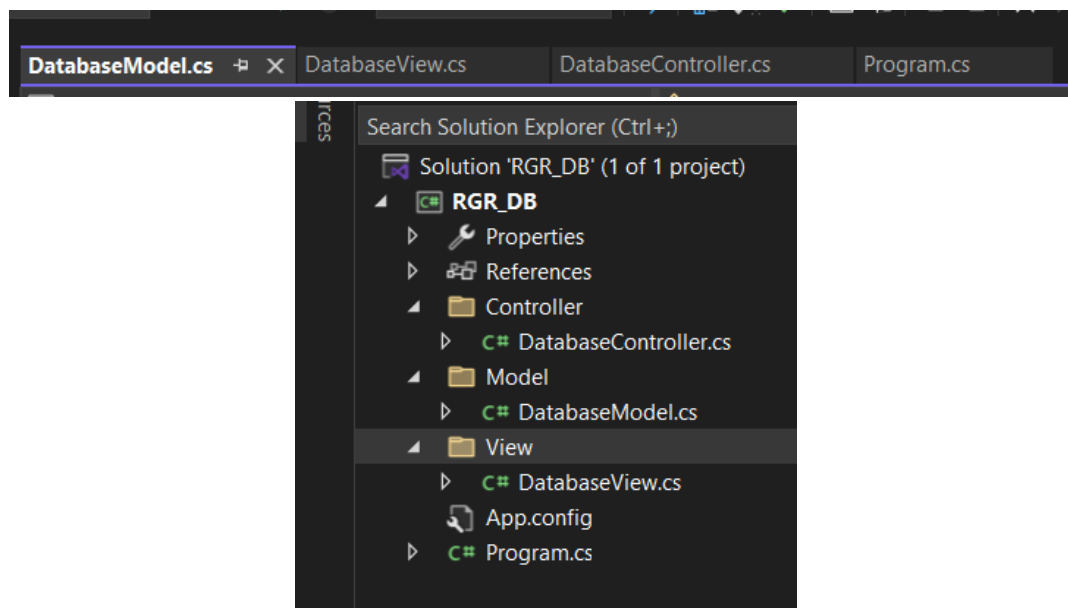 DatabaseModel.cs DatabaseView.cs DatabaseController.cs Program.cs
rces
Search Solution Explorer (Ctrl+;)
Solution 'RGR_DB' (1 of 1 project)
C# RGR_DB
Properties
References
Controller
C# DatabaseController.cs
Model
C# DatabaseModel.cs
View
C# DatabaseView.cs
App.config
C# Program.cs